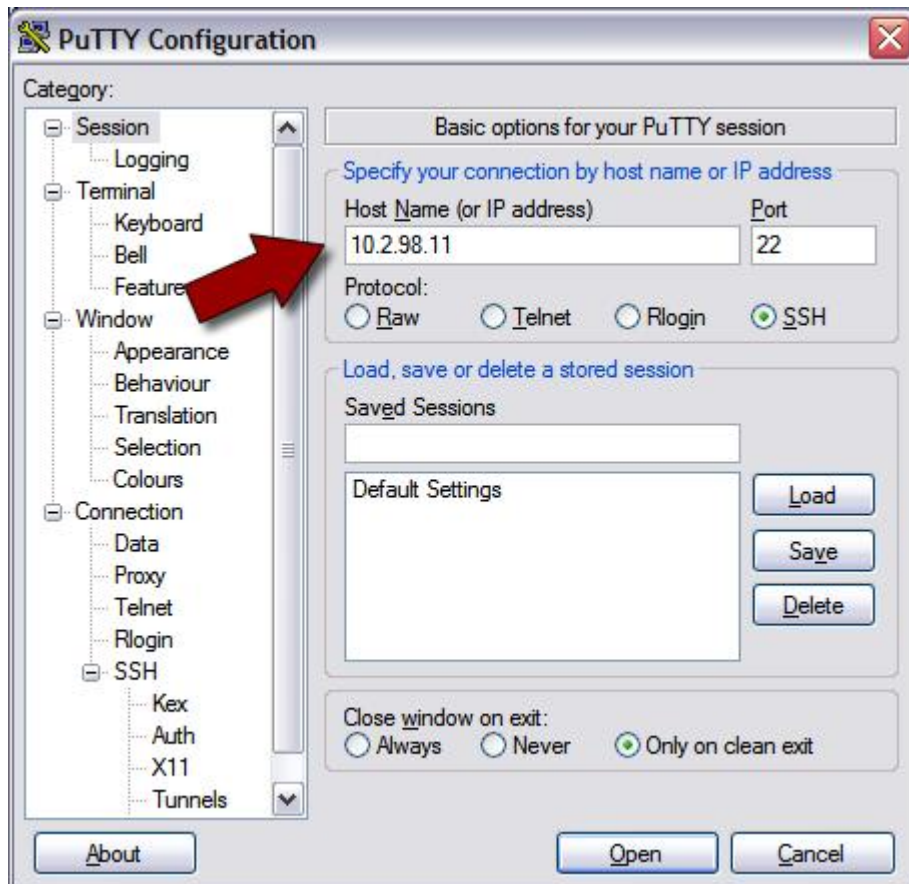 PuTTY Configuration
Category:
Session
Logging
Terminal
Keyboard
Bell
Window
Appearance
Behaviour
Translation
Selection
Colours
Connection
Data
Proxy
Telnet
Rlogin
SSH
Kex
Auth
X11
Tunnels
Basic options for your PuTTY session
Specify your connection by host name or IP address
Host Name (or IP address) Port
10.2.98.11 22
Protocol:
Raw Telnet Rlogin SSH
Load, save or delete a stored session
Saved Sessions
Default Settings
Load
Save
Delete
Close window on exit:
Always Never Only on clean exit
About Open Cancel